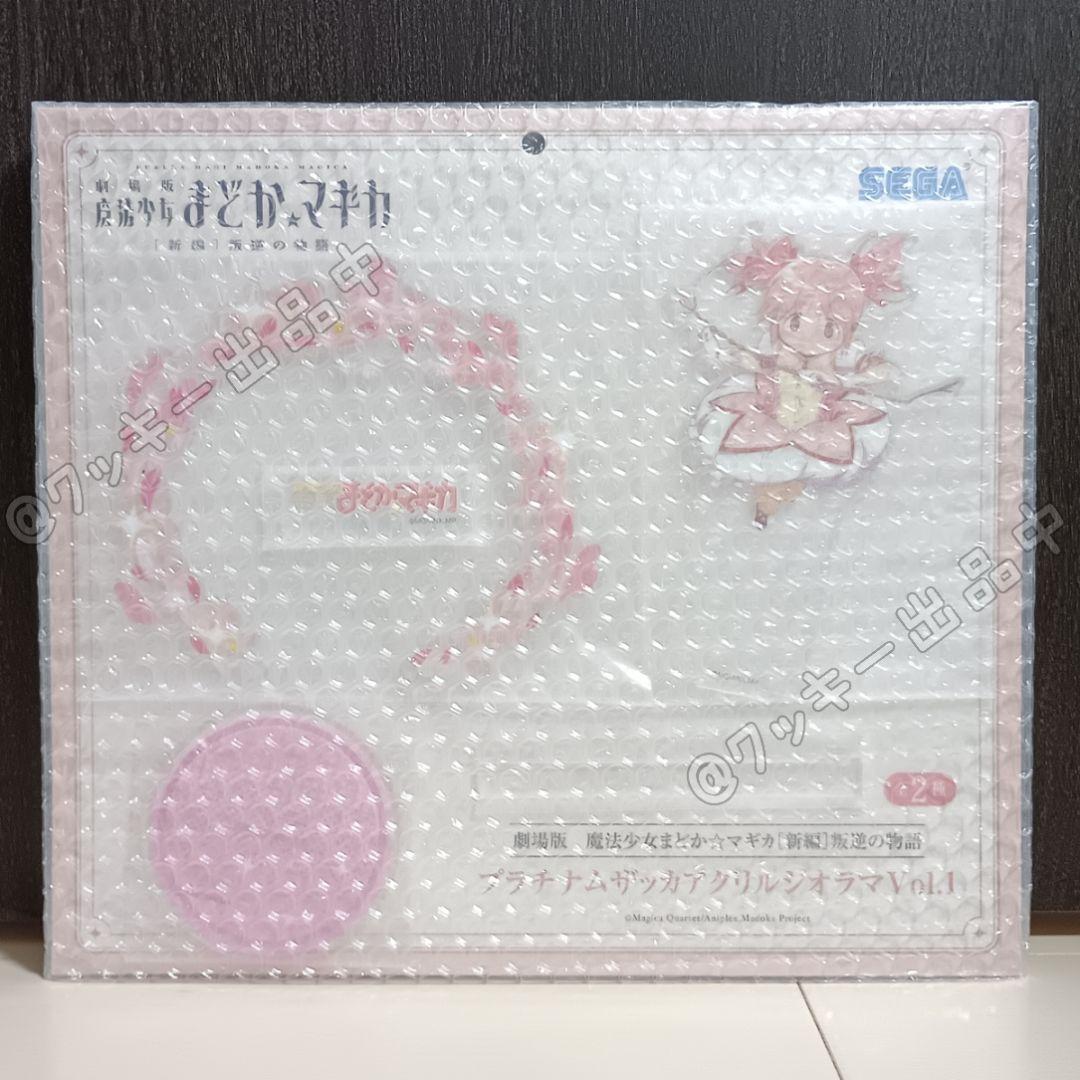 PUELLA MAGI MADOKA MAGICA
劇場版
魔法少女まどか☆マギカ
[新編]叛逆の物語
SEGA
まどか☆マギカ
@ワッキー出品中
@ワッキー出品中
全2種
劇場版 魔法少女まどか☆マギカ[新編]叛逆の物語
プラチナムザッカアクリルジオラマVol.1
©Magica Quartet/Aniplex,Madoka Project